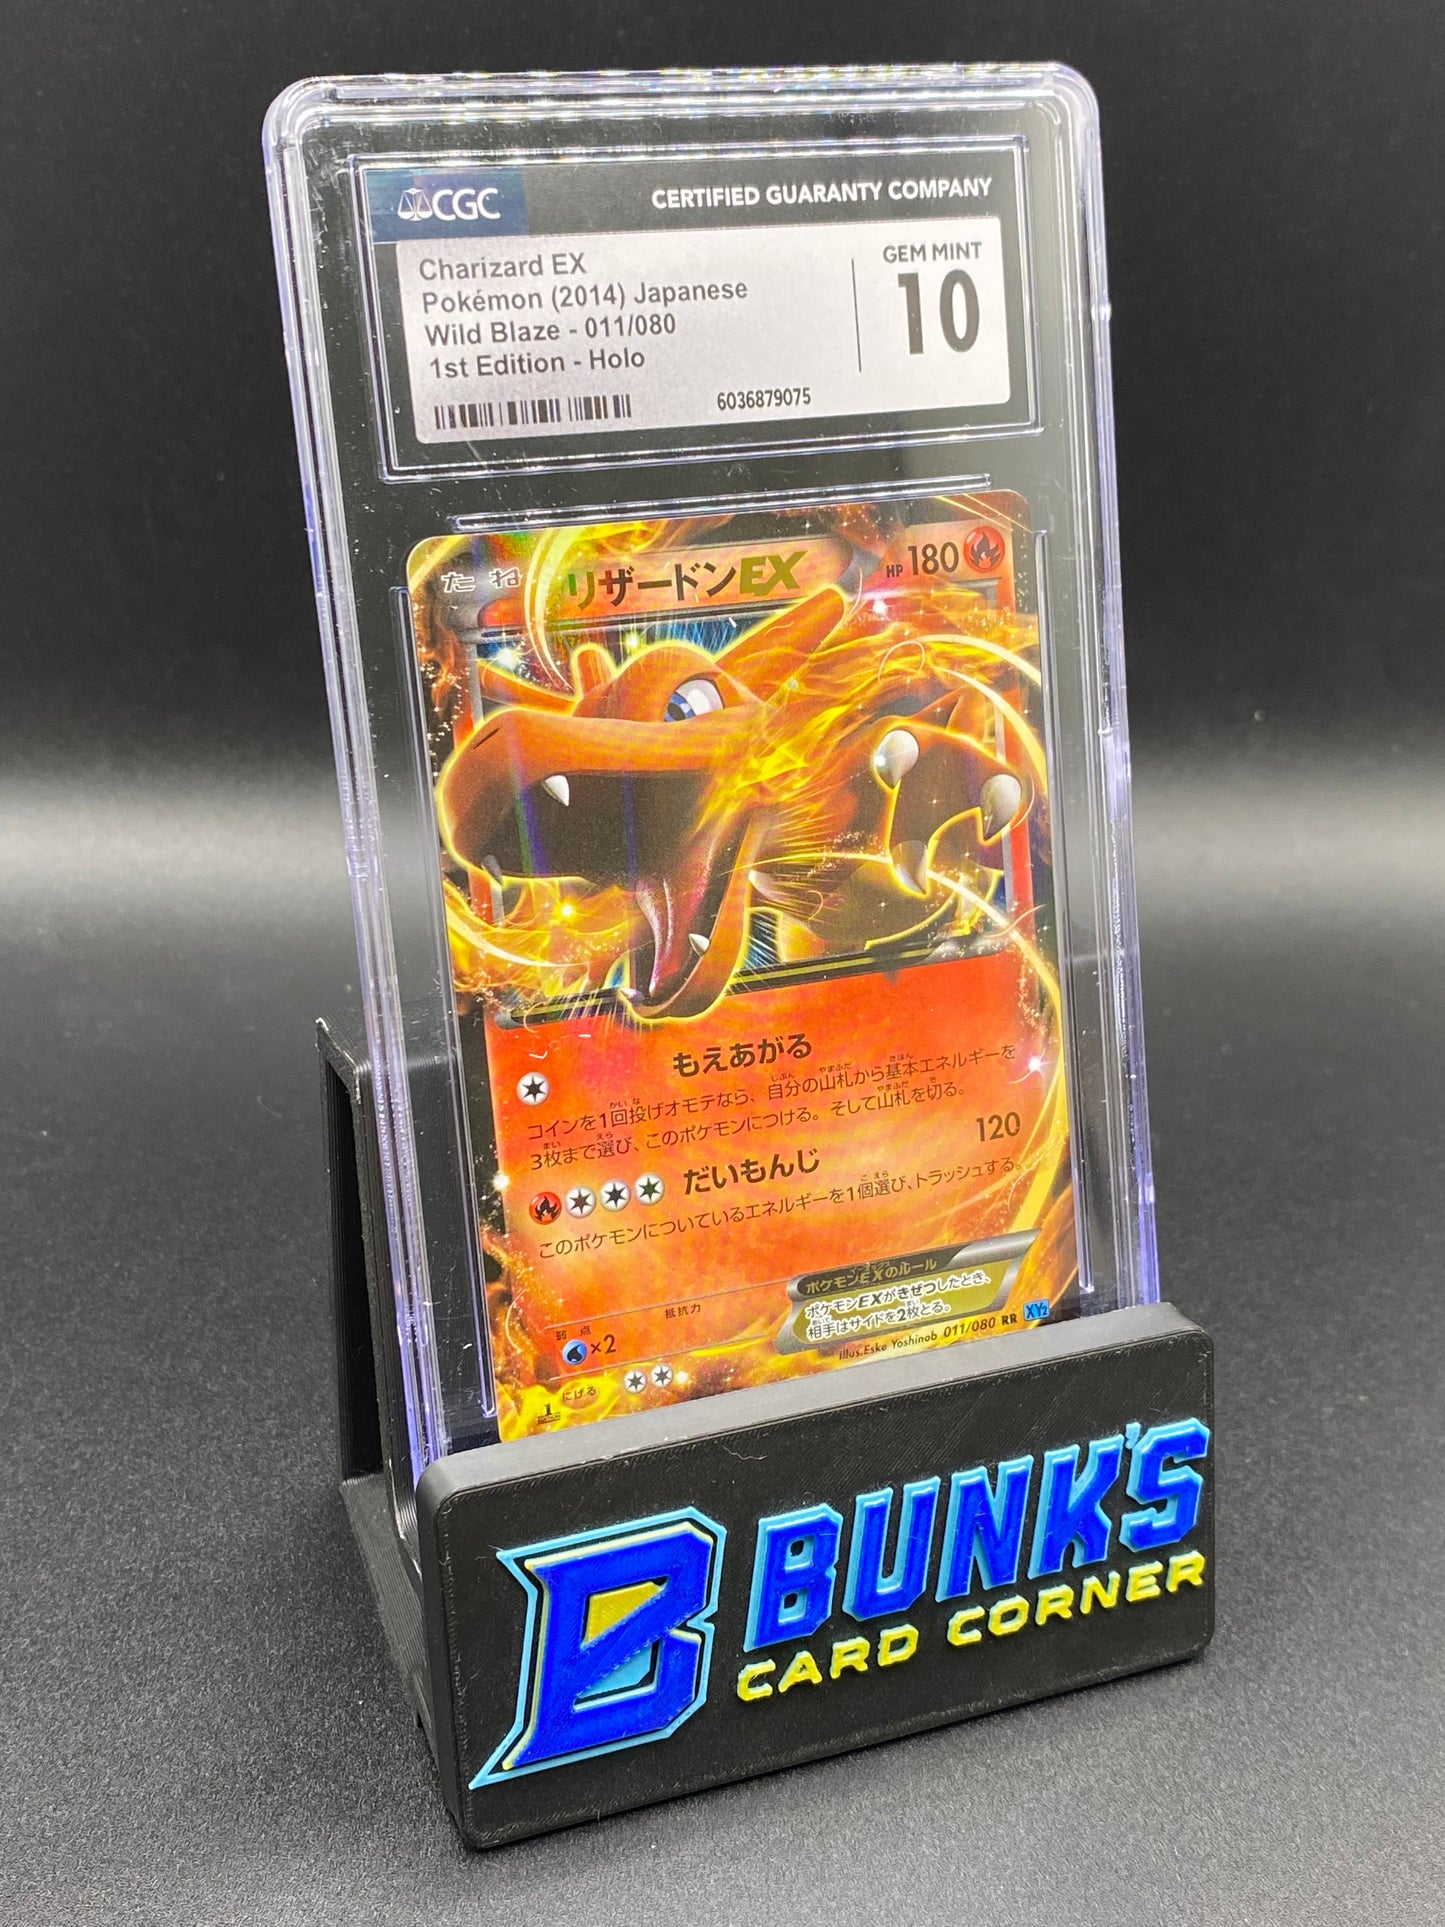 CGC
CERTIFIED GUARANTY COMPANY
Charizard EX
Pokémon (2014) Japanese
Wild Blaze - 011/080
1st Edition - Holo
GEM MINT
10
6036879075
たね
リザードンEX
HP 180
もえあがる
コインを1回投げオモテなら、自分の山札から基本エネルギーを
3枚まで選び、このポケモンにつける。そして山札を切る。
だいもんじ 120
このポケモンについているエネルギーを1個選び、トラッシュする。
ポケモンEXのルール
ポケモンEXがきぜつしたとき、
相手はサイドを2枚とる。
弱点
×2
抵抗力
illus.Eske Yoshinob 011/080 RR XY2
にげる
1
BUNK'S
CARD CORNER